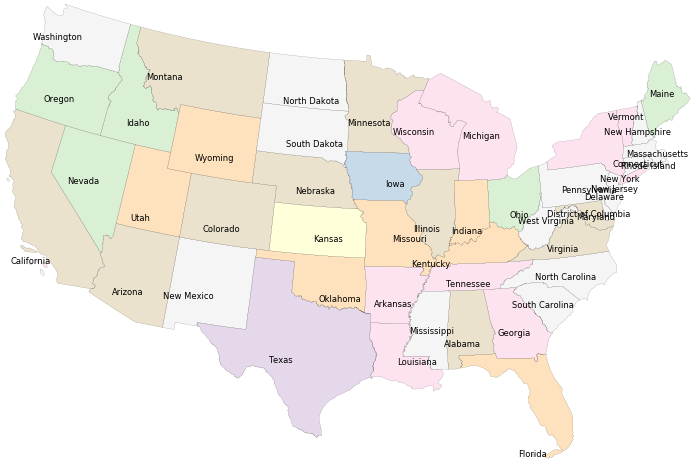 Washington
Oregon
Idaho
Montana
North Dakota
South Dakota
Minnesota
Wisconsin
Michigan
Maine
Vermont
New Hampshire
Massachusetts
Connecticut
Rhode Island
New York
New Jersey
Pennsylvania
Delaware
Wyoming
Nevada
Utah
Colorado
Nebraska
Iowa
Kansas
Missouri
Illinois
Indiana
Ohio
West Virginia
District of Columbia
Maryland
Virginia
California
Arizona
New Mexico
Oklahoma
Arkansas
Kentucky
Tennessee
North Carolina
South Carolina
Texas
Louisiana
Mississippi
Alabama
Georgia
Florida